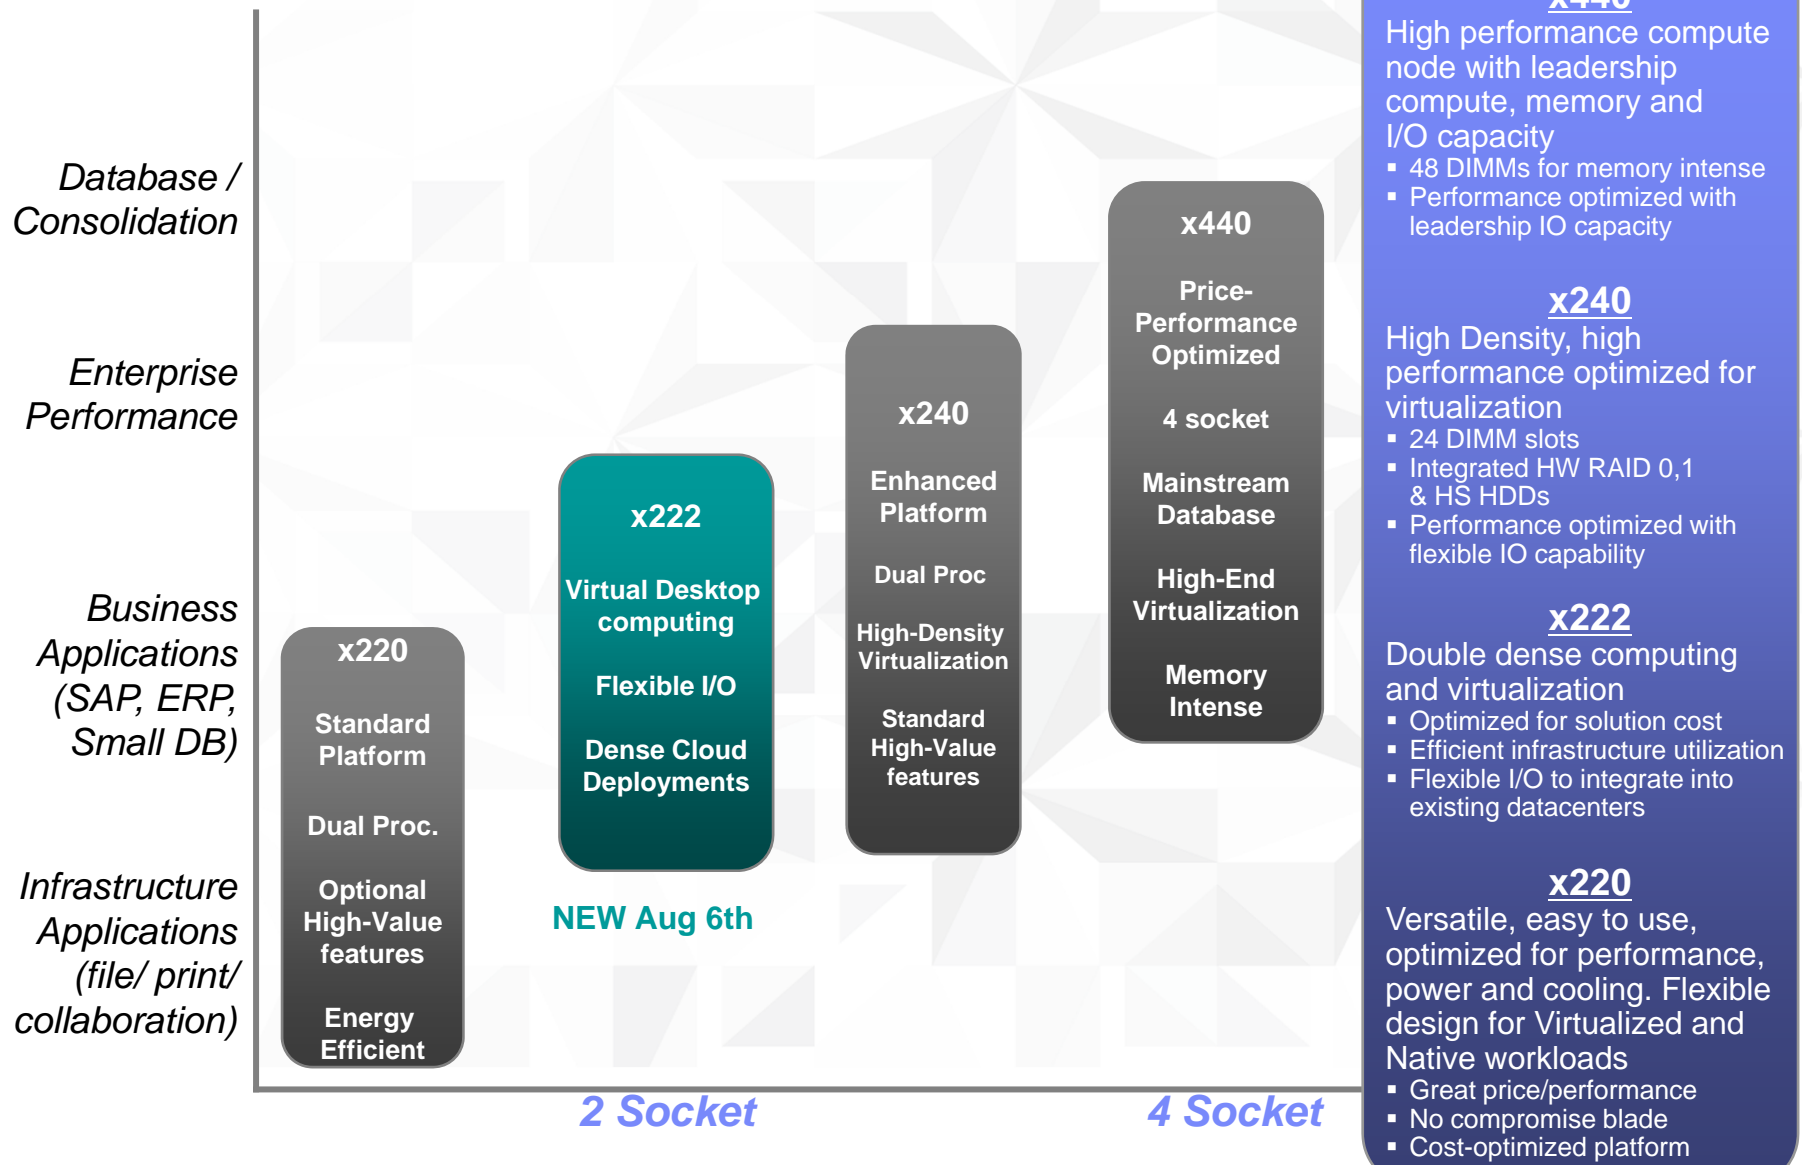 Database /
Consolidation
Enterprise
Performance
Business
Applications
(SAP, ERP,
Small DB)
Infrastructure
Applications
(file/ print/
collaboration)
x220
Standard
Platform
Dual Proc.
Optional
High-Value
features
Energy
Efficient
x222
Virtual Desktop
computing
Flexible I/O
Dense Cloud
Deployments
NEW Aug 6th
x240
Enhanced
Platform
Dual Proc
High-Density
Virtualization
Standard
High-Value
features
x440
Price-
Performance
Optimized
4 socket
Mainstream
Database
High-End
Virtualization
Memory
Intense
2 Socket
4 Socket
x440
High performance compute
node with leadership
compute, memory and
I/O capacity
▪ 48 DIMMs for memory intense
▪ Performance optimized with
leadership IO capacity
x240
High Density, high
performance optimized for
virtualization
▪ 24 DIMM slots
▪ Integrated HW RAID 0,1
& HS HDDs
▪ Performance optimized with
flexible IO capability
x222
Double dense computing
and virtualization
▪ Optimized for solution cost
▪ Efficient infrastructure utilization
▪ Flexible I/O to integrate into
existing datacenters
x220
Versatile, easy to use,
optimized for performance,
power and cooling. Flexible
design for Virtualized and
Native workloads
▪ Great price/performance
▪ No compromise blade
▪ Cost-optimized platform